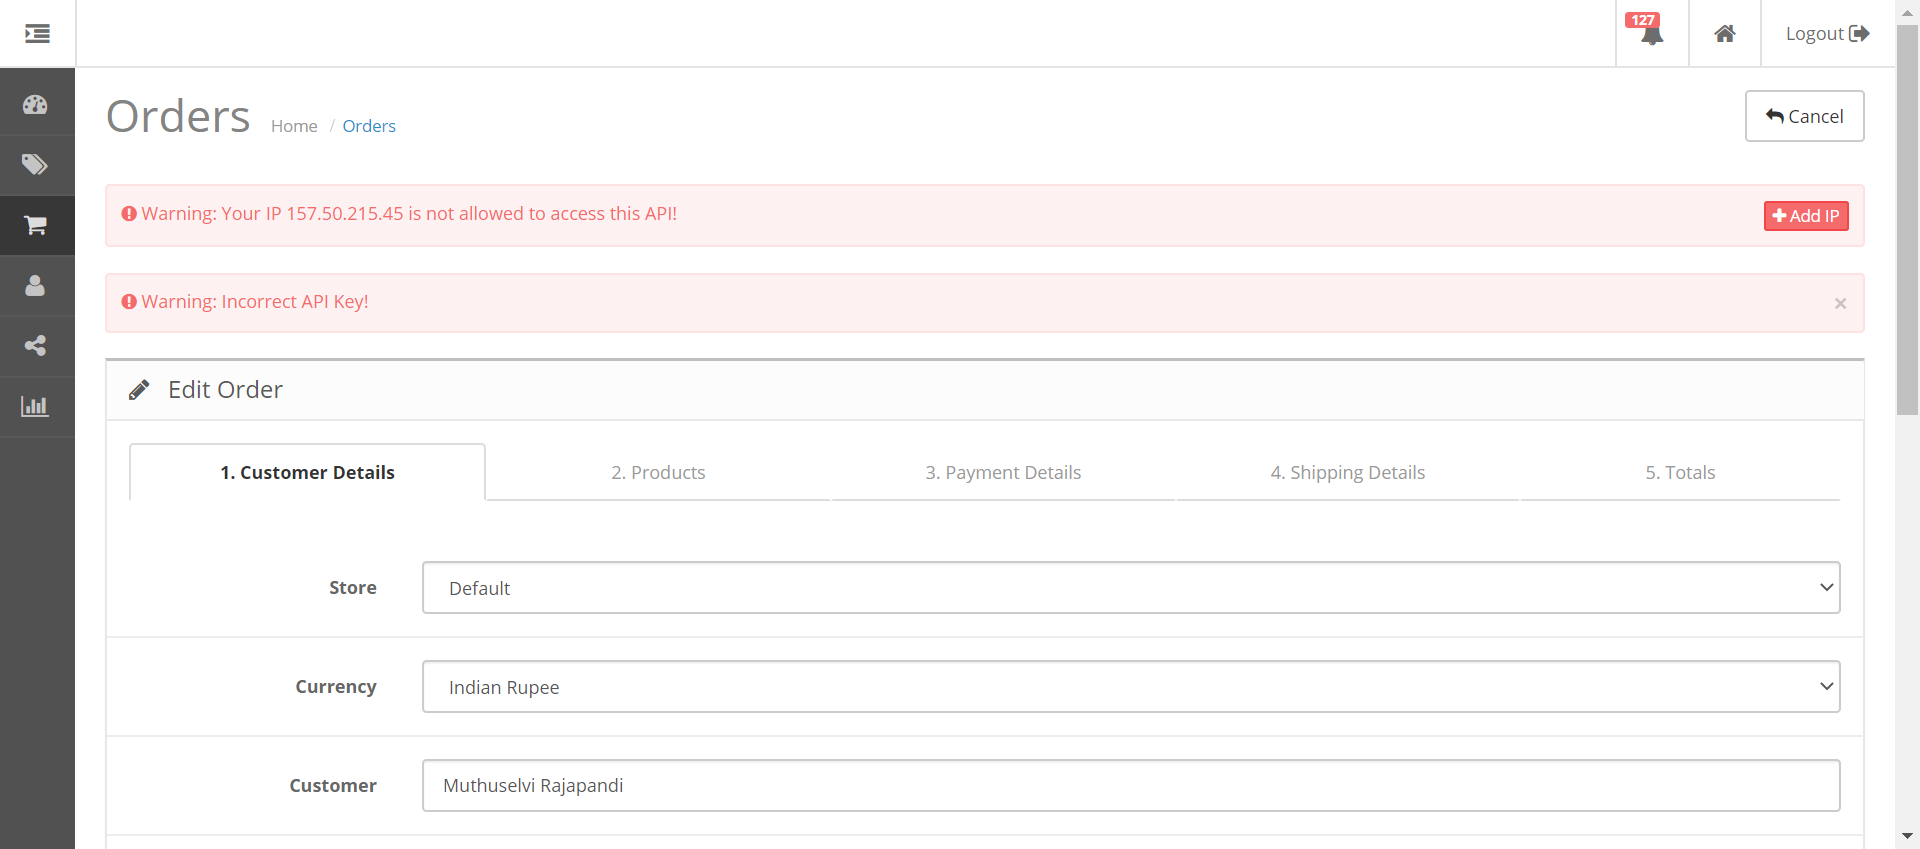 127
Logout
Orders Home / Orders
Cancel
Warning: Your IP 157.50.215.45 is not allowed to access this API!
Add IP
Warning: Incorrect API Key!
×
Edit Order
1. Customer Details
2. Products
3. Payment Details
4. Shipping Details
5. Totals
Store
Default
Currency
Indian Rupee
Customer
Muthuselvi Rajapandi